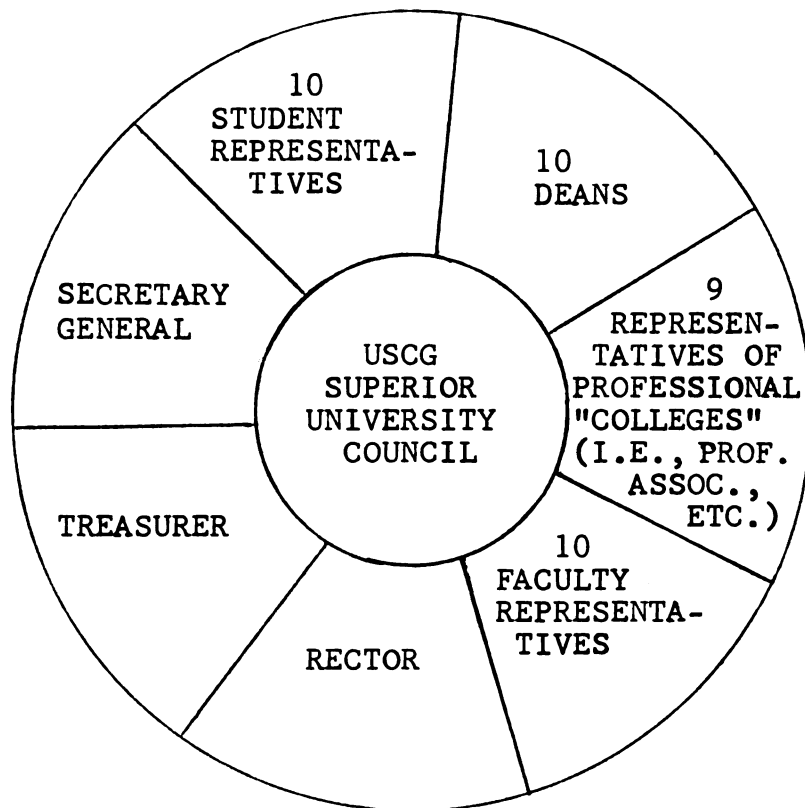 10
STUDENT
REPRESENTA-
TIVES
10
DEANS
9
REPRESEN-
TATIVES OF
PROFESSIONAL
"COLLEGES"
(I.E., PROF.
ASSOC.,
ETC.)
10
FACULTY
REPRESENTA-
TIVES
RECTOR
TREASURER
SECRETARY
GENERAL
USCG
SUPERIOR
UNIVERSITY
COUNCIL